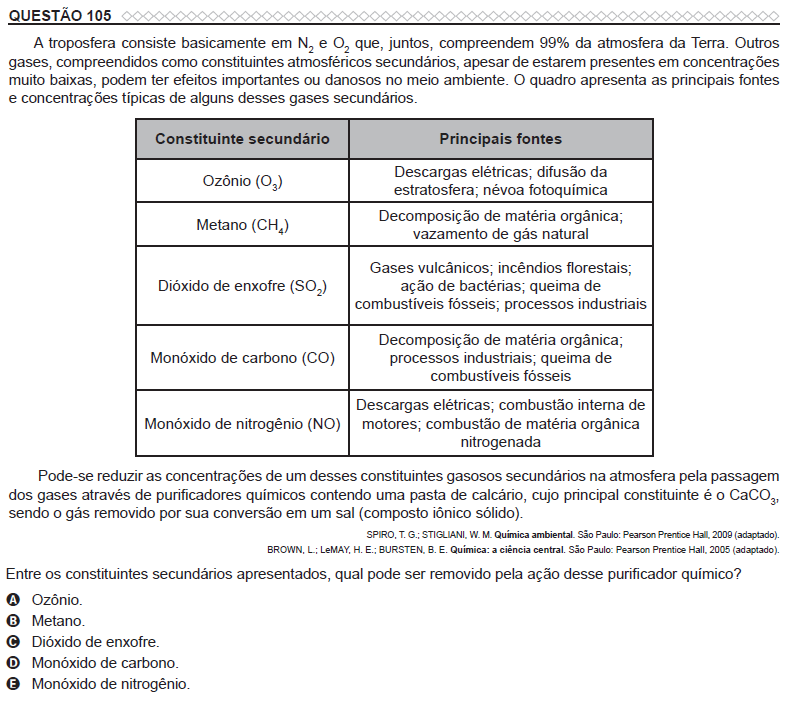 QUESTÃO 105
A troposfera consiste basicamente em N₂ e O₂ que, juntos, compreendem 99% da atmosfera da Terra. Outros
gases, compreendidos como constituintes atmosféricos secundários, apesar de estarem presentes em concentrações
muito baixas, podem ter efeitos importantes ou danosos no meio ambiente. O quadro apresenta as principais fontes
e concentrações típicas de alguns desses gases secundários.
Constituinte secundário Principais fontes
Ozônio (O₃)
Descargas elétricas; difusão da
estratosfera; névoa fotoquímica
Metano (CH₄)
Decomposição de matéria orgânica;
vazamento de gás natural
Dióxido de enxofre (SO₂)
Gases vulcânicos; incêndios florestais;
ação de bactérias; queima de
combustíveis fósseis; processos industriais
Monóxido de carbono (CO)
Decomposição de matéria orgânica;
processos industriais; queima de
combustíveis fósseis
Monóxido de nitrogênio (NO)
Descargas elétricas; combustão interna de
motores; combustão de matéria orgânica
nitrogenada
Pode-se reduzir as concentrações de um desses constituintes gasosos secundários na atmosfera pela passagem
dos gases através de purificadores químicos contendo uma pasta de calcário, cujo principal constituinte é o CaCO₃,
sendo o gás removido por sua conversão em um sal (composto iônico sólido).
SPIRO, T. G.; STIGLIANI, W. M. Química ambiental. São Paulo: Pearson Prentice Hall, 2009 (adaptado).
BROWN, L.; LeMAY, H. E.; BURSTEN, B. E. Química: a ciência central. São Paulo: Pearson Prentice Hall, 2005 (adaptado).
Entre os constituintes secundários apresentados, qual pode ser removido pela ação desse purificador químico?
A Ozônio.
B Metano.
C Dióxido de enxofre.
D Monóxido de carbono.
E Monóxido de nitrogênio.